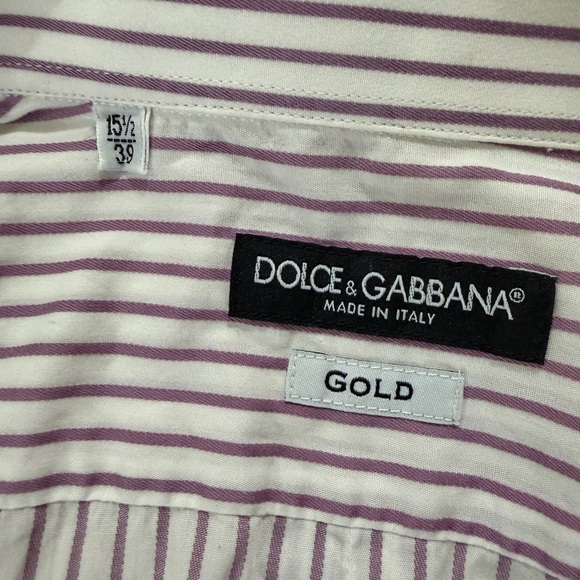 15½
39
DOLCE & GABBANA®
MADE IN ITALY
GOLD